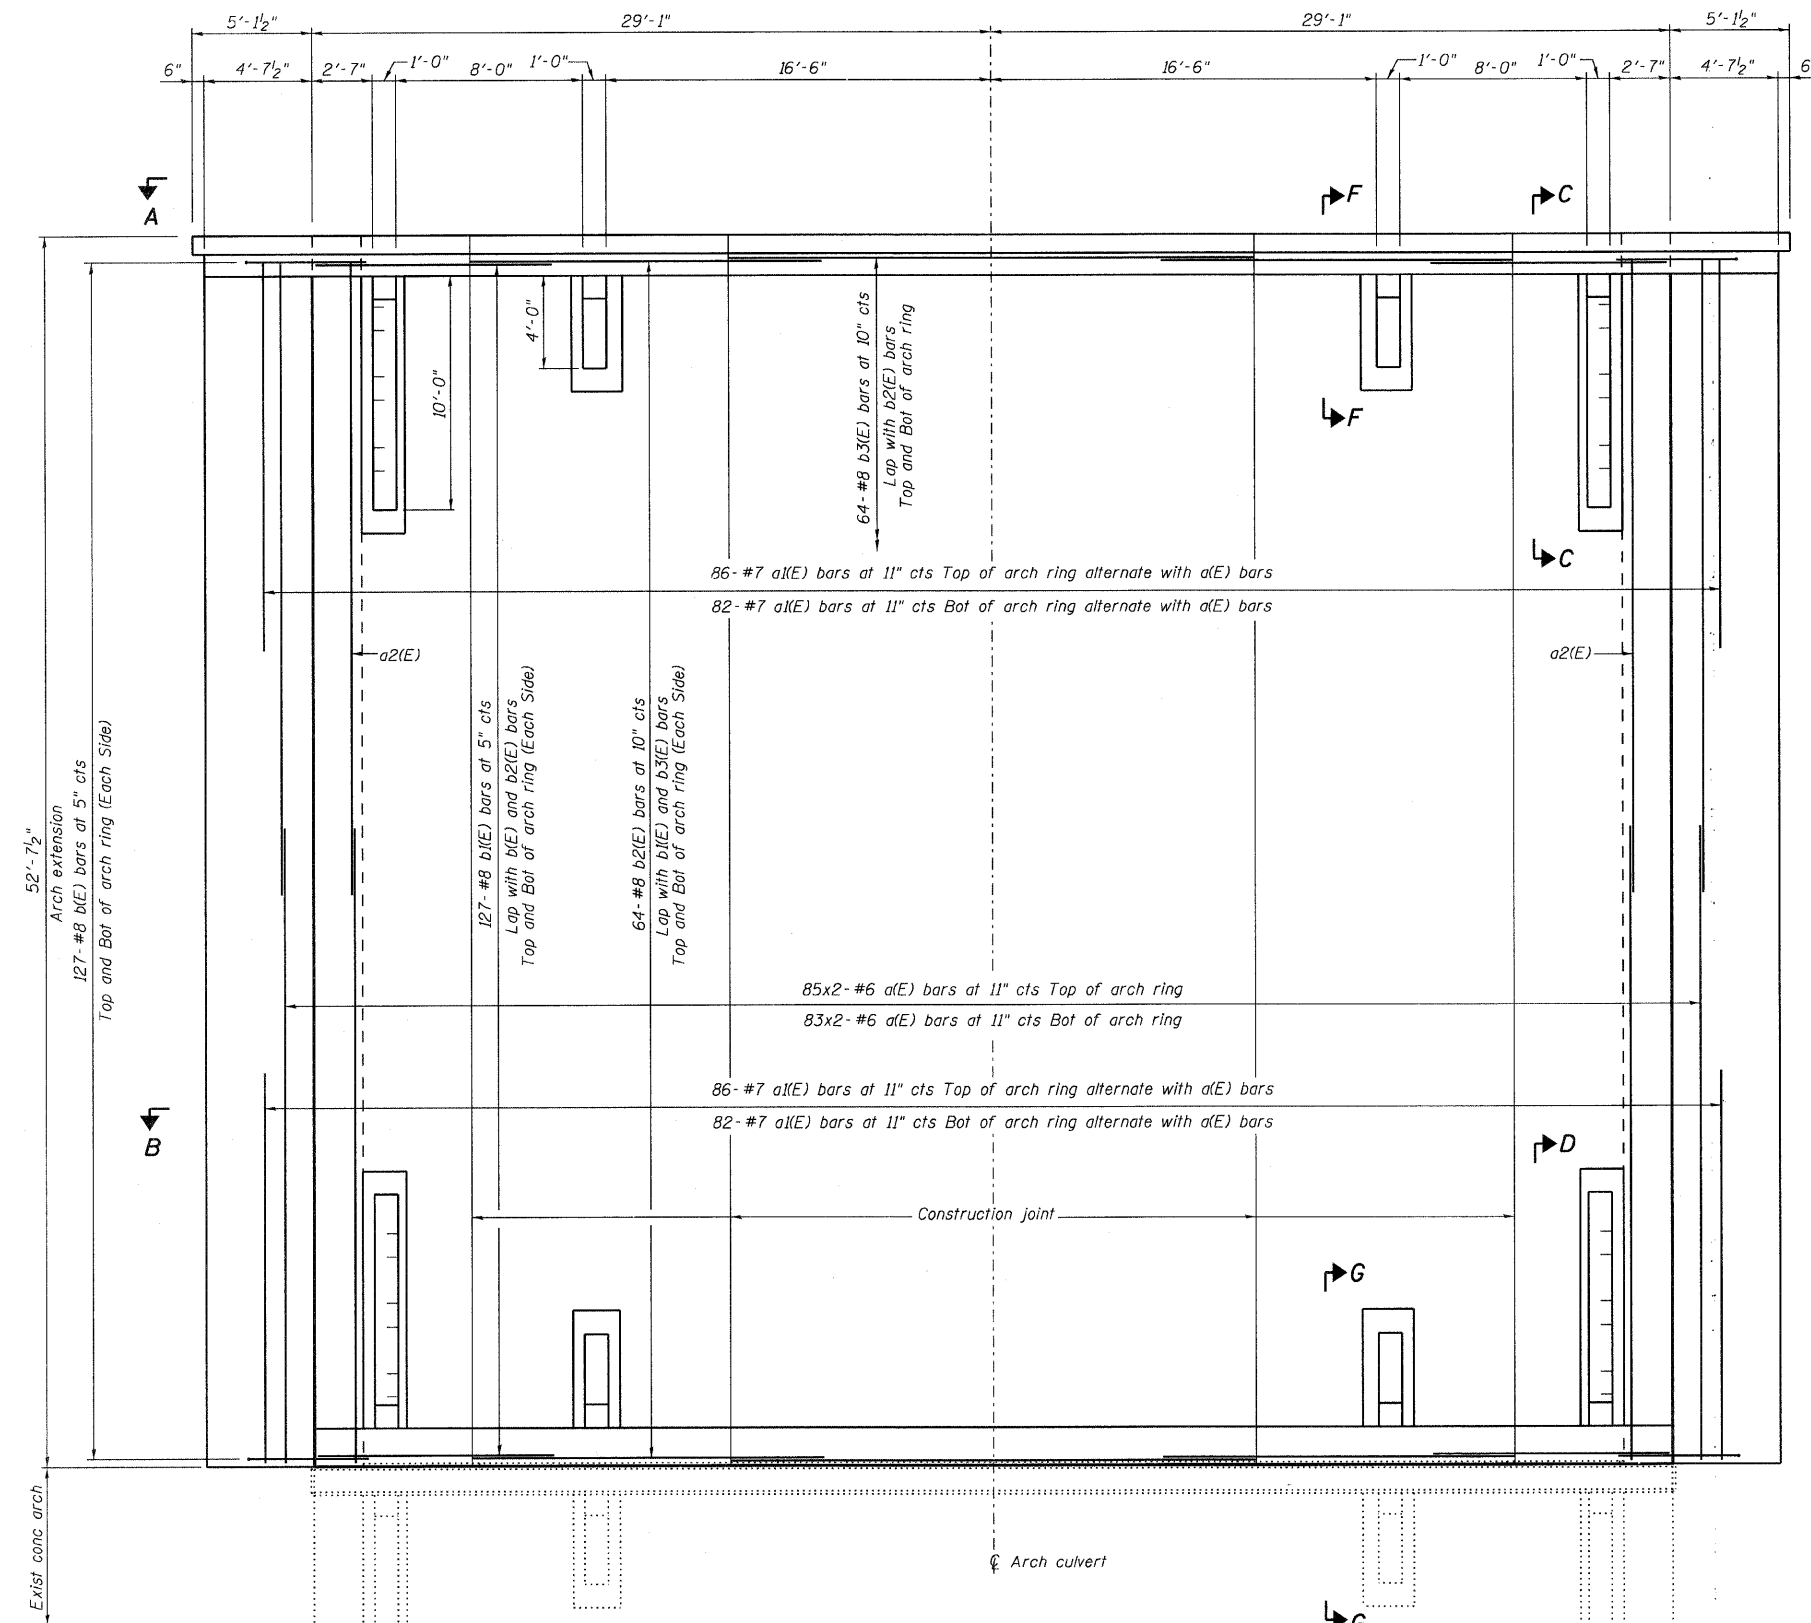 5'-1½" 29'-1" 29'-1" 5'-1½"
6" 4'-7½" 2'-7" 1'-0" 8'-0" 1'-0" 16'-6" 16'-6" 1'-0" 8'-0" 1'-0" 2'-7" 4'-7½" 6
A F C
4'-0"
10'-0"
64- #8 b3(E) bars at 10" cts
Lap with b2(E) bars
Top and Bot of arch ring
F
C
86- #7 a1(E) bars at 11" cts Top of arch ring alternate with a(E) bars
82- #7 a1(E) bars at 11" cts Bot of arch ring alternate with a(E) bars
a2(E) a2(E)
52'-7½"
Arch extension
127- #8 b(E) bars at 5" cts
Top and Bot of arch ring (Each Side)
127- #8 b1(E) bars at 5" cts
Lap with b(E) and b2(E) bars
Top and Bot of arch ring (Each Side)
64- #8 b2(E) bars at 10" cts
Lap with b1(E) and b3(E) bars
Top and Bot of arch ring (Each Side)
85x2- #6 a(E) bars at 11" cts Top of arch ring
83x2- #6 a(E) bars at 11" cts Bot of arch ring
86- #7 a1(E) bars at 11" cts Top of arch ring alternate with a(E) bars
82- #7 a1(E) bars at 11" cts Bot of arch ring alternate with a(E) bars
B D
Construction joint
G
Exist conc arch
℄ Arch culvert
G